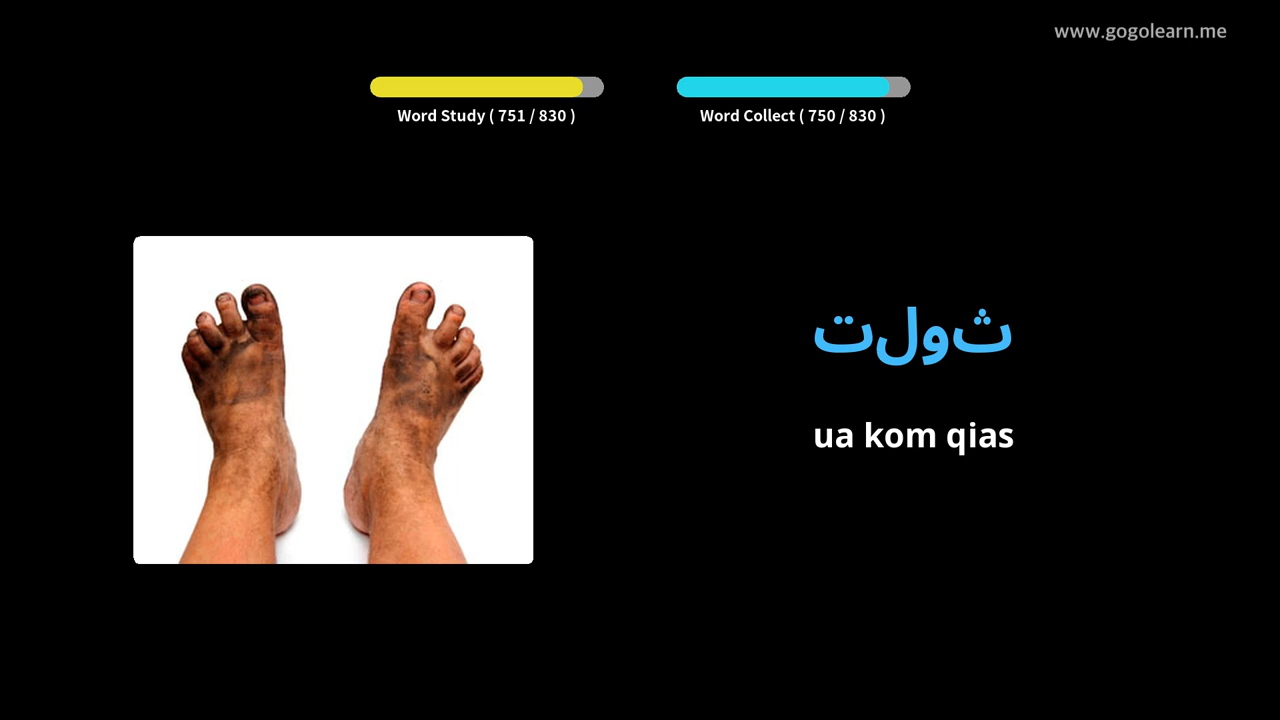 www.gogolearn.me
Word Study ( 751 / 830 )
Word Collect ( 750 / 830 )
ثولت
ua kom qias